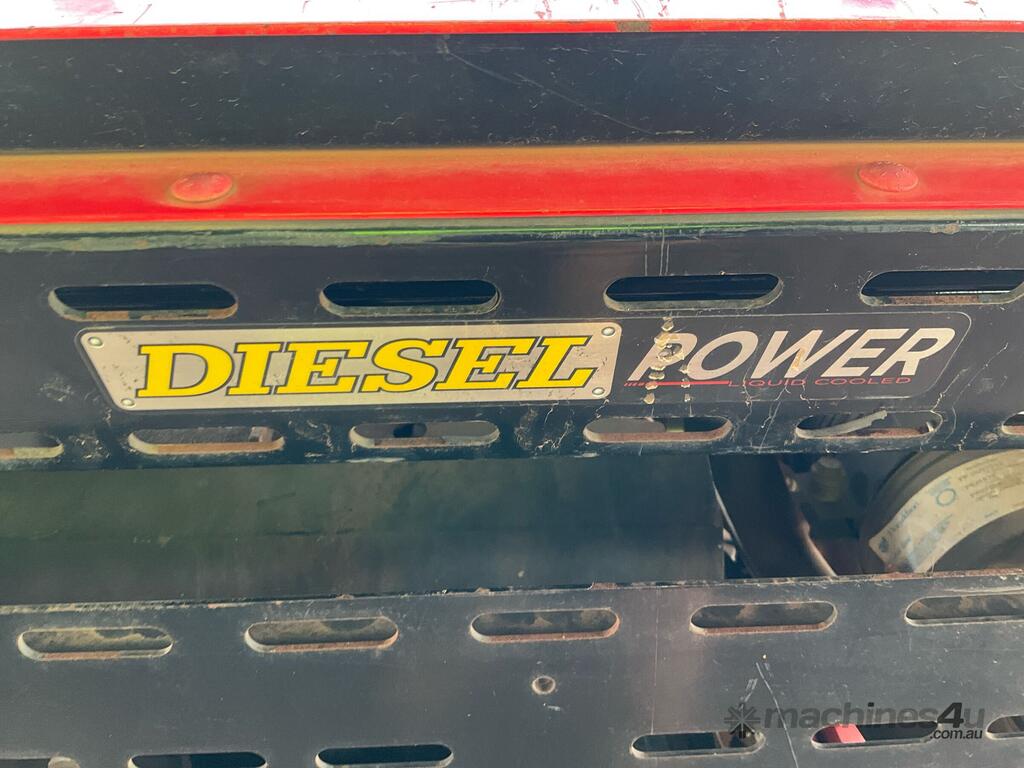 DIESEL POWER
LIQUID COOLED
machines4u
.com.au